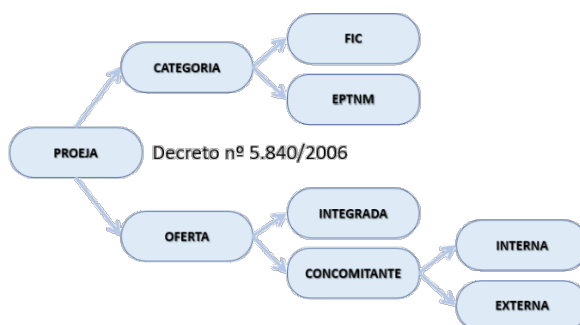 FIC
CATEGORIA
EPTNM
PROEJA
Decreto nº 5.840/2006
OFERTA
INTEGRADA
CONCOMITANTE
INTERNA
EXTERNA